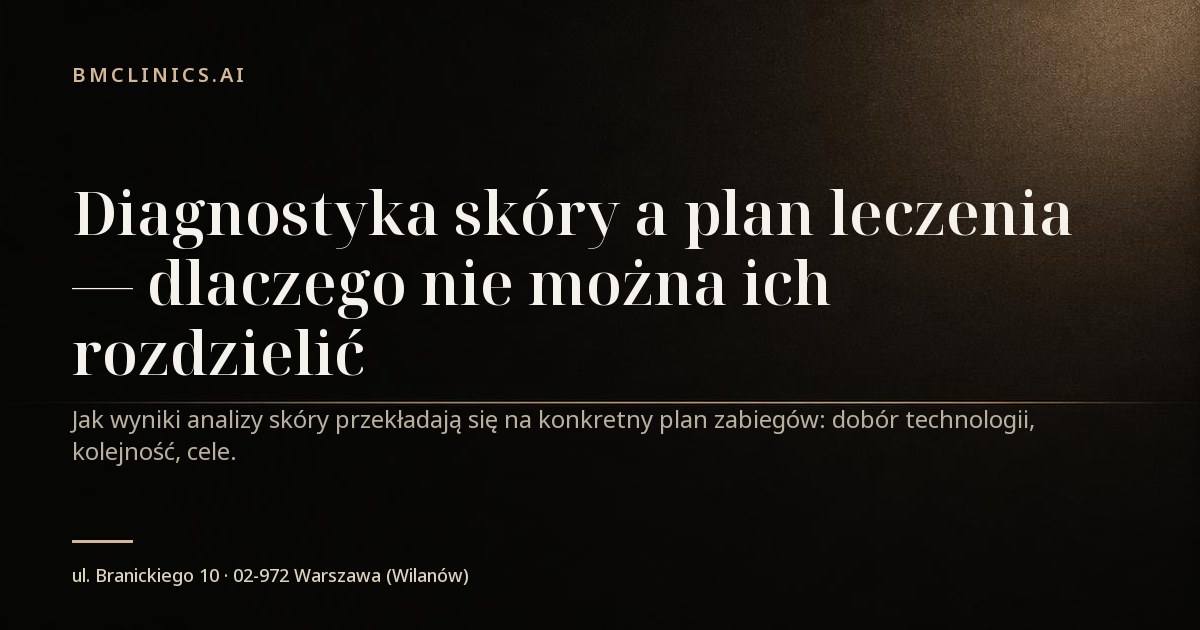 BMCLINICS.AI
Diagnostyka skóry a plan leczenia
— dlaczego nie można ich
rozdzielić
Jak wyniki analizy skóry przekładają się na konkretny plan zabiegów: dobór technologii,
kolejność, cele.
ul. Branickiego 10 · 02-972 Warszawa (Wilanów)